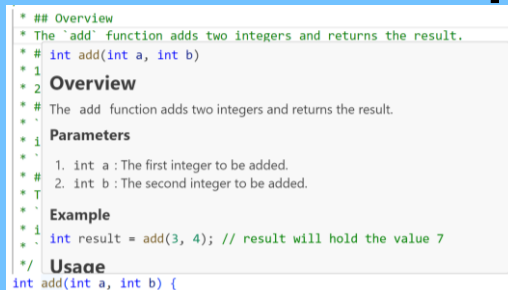 * ## Overview
* The `add` function adds two integers and returns the result.
* #
* 1
* 2
* #
* `
* i
* `
* #
* T
* `
* i
* `
*/
int add(int a, int b)
Overview
The add function adds two integers and returns the result.
Parameters
1. int a : The first integer to be added.
2. int b : The second integer to be added.
Example
int result = add(3, 4); // result will hold the value 7
Usage
int add(int a, int b) {